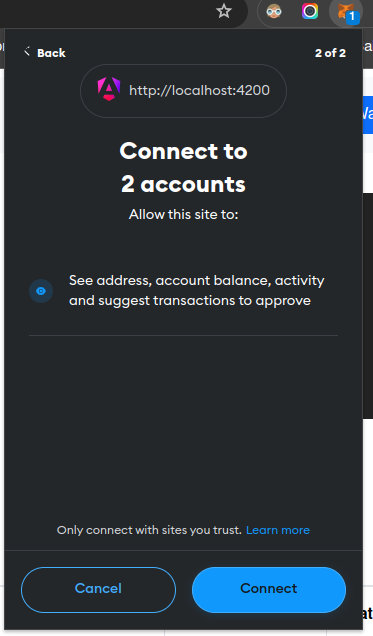 1
Back
2 of 2
http://localhost:4200
Connect to
2 accounts
Allow this site to:
See address, account balance, activity
and suggest transactions to approve
Only connect with sites you trust. Learn more
Cancel
Connect